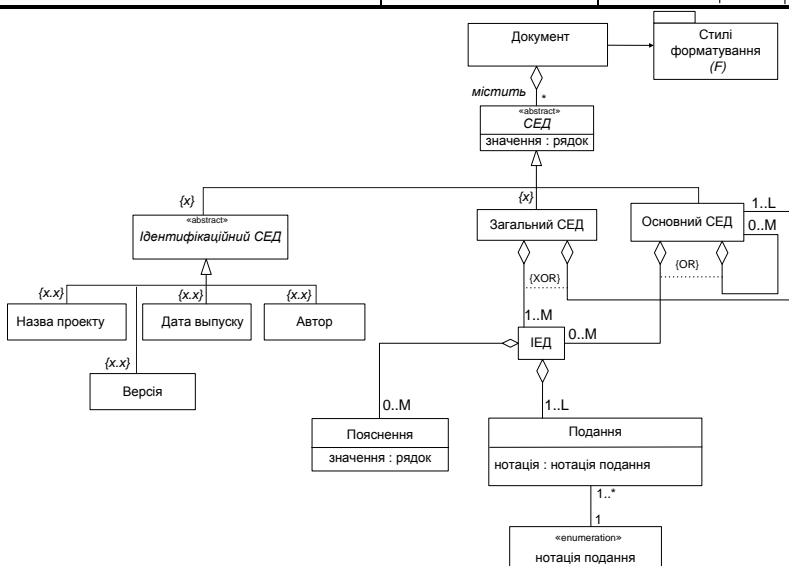 Документ
Стилі
форматування
(F)
містить
*
«abstract»
СЕД
значення : рядок
{x}
{x}
1..L
«abstract»
Ідентифікаційний СЕД
Загальний СЕД
Основний СЕД
0..M
{XOR}
{OR}
{x.x}
{x.x}
{x.x}
Назва проекту
Дата випуску
Автор
1..M
ІЕД
0..M
{x.x}
Версія
0..M
1..L
Пояснення
значення : рядок
Подання
нотація : нотація подання
1..*
1
«enumeration»
нотація подання